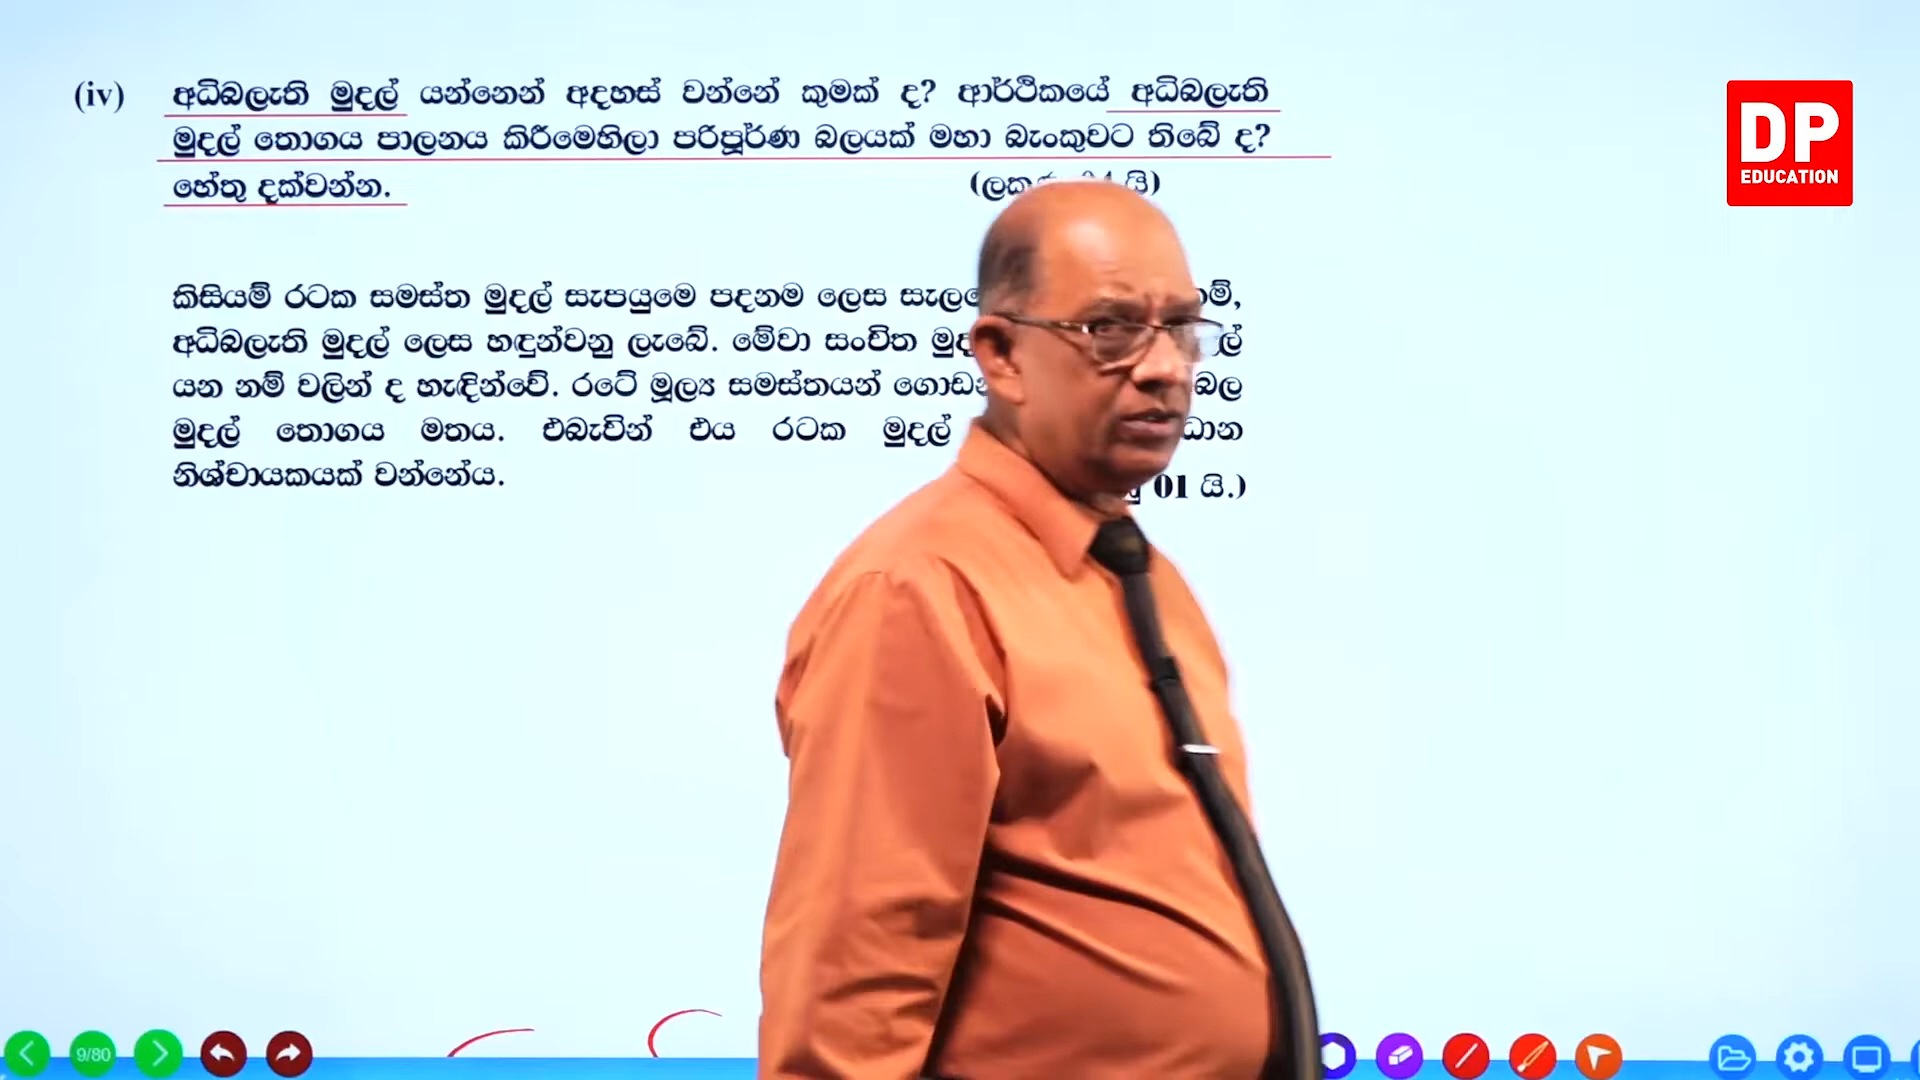 (iv) අධිබලැති මුදල් යන්නෙන් අදහස් වන්නේ කුමක් ද? ආර්ථිකයේ අධිබලැති
මුදල් තොගය පාලනය කිරීමෙහිලා පරිපූර්ණ බලයක් මහා බැංකුවට තිබේ ද?
හේතු දක්වන්න.
DP
EDUCATION
කිසියම් රටක සමස්ත මුදල් සැපයුමෙ පදනම ලෙස
අධිබලැති මුදල් ලෙස හඳුන්වනු ලැබේ. මේවා සංචිත
යන නම් වලින් ද හැඳින්වේ. රටේ මූල්‍ය සමස්තයන්
මුදල් තොගය මතය. එබැවින් එය රටක මුදල්
නිශ්චායකයක් වන්නේය. 01 යි.)
9/80